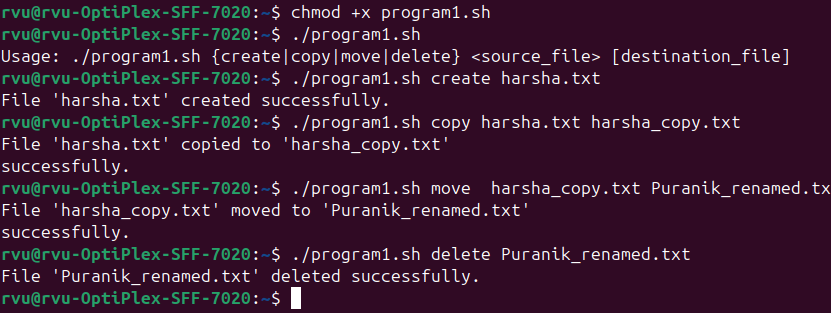 rvu@rvu-OptiPlex-SFF-7020:~$ chmod +x program1.sh
rvu@rvu-OptiPlex-SFF-7020:~$ ./program1.sh
Usage: ./program1.sh {create|copy|move|delete} <source_file> [destination_file]
rvu@rvu-OptiPlex-SFF-7020:~$ ./program1.sh create harsha.txt
File 'harsha.txt' created successfully.
rvu@rvu-OptiPlex-SFF-7020:~$ ./program1.sh copy harsha.txt harsha_copy.txt
File 'harsha.txt' copied to 'harsha_copy.txt'
successfully.
rvu@rvu-OptiPlex-SFF-7020:~$ ./program1.sh move  harsha_copy.txt Puranik_renamed.tx
File 'harsha_copy.txt' moved to 'Puranik_renamed.txt'
successfully.
rvu@rvu-OptiPlex-SFF-7020:~$ ./program1.sh delete Puranik_renamed.txt
File 'Puranik_renamed.txt' deleted successfully.
rvu@rvu-OptiPlex-SFF-7020:~$